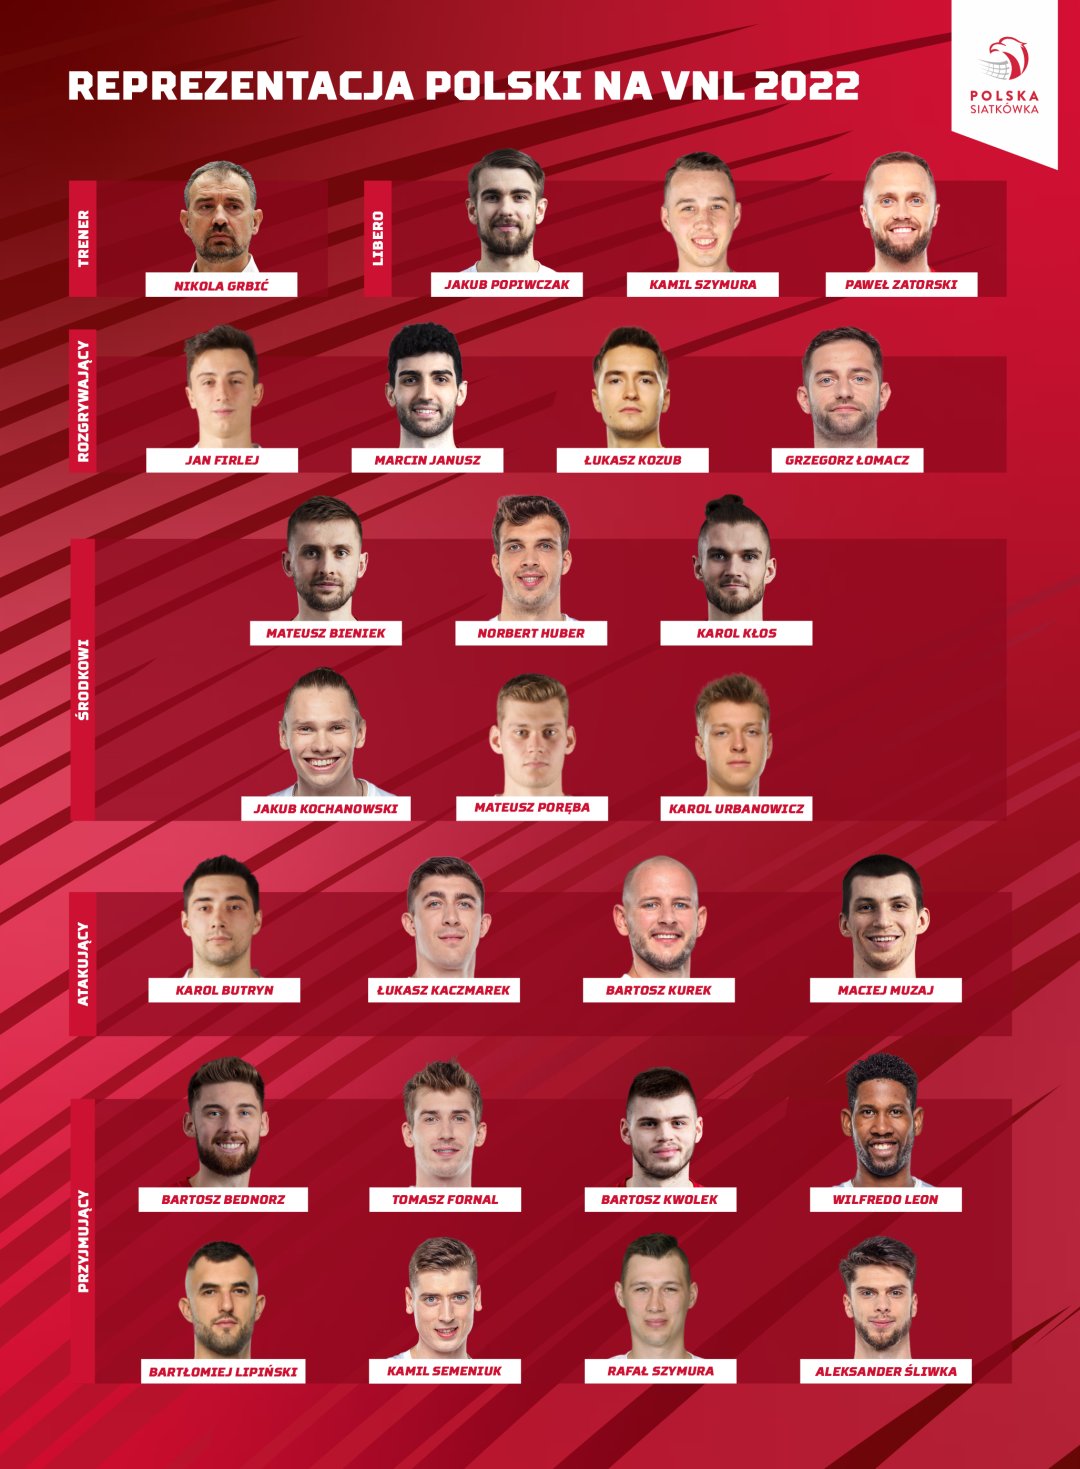 REPREZENTACJA POLSKI NA VNL 2022
POLSKA
SIATKÓWKA
TRENER
NIKOLA GRBIĆ
LIBERO
JAKUB POPIWCZAK
KAMIL SZYMURA
PAWEŁ ZATORSKI
ROZGRYWAJĄCY
JAN FIRLEJ
MARCIN JANUSZ
ŁUKASZ KOZUB
GRZEGORZ ŁOMACZ
ŚRODKOWI
MATEUSZ BIENIEK
NORBERT HUBER
KAROL KŁOS
JAKUB KOCHANOWSKI
MATEUSZ PORĘBA
KAROL URBANOWICZ
ATAKUJĄCY
KAROL BUTRYN
ŁUKASZ KACZMAREK
BARTOSZ KUREK
MACIEJ MUZAJ
PRZYJMUJĄCY
BARTOSZ BEDNORZ
TOMASZ FORNAL
BARTOSZ KWOLEK
WILFREDO LEON
BARTŁOMIEJ LIPIŃSKI
KAMIL SEMENIUK
RAFAŁ SZYMURA
ALEKSANDER ŚLIWKA